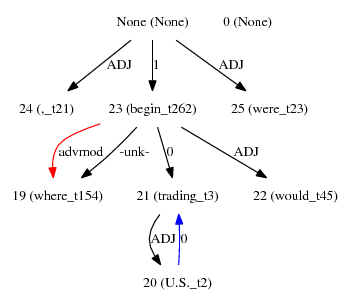 None (None) 0 (None)
ADJ 1 ADJ
24 (,_t21) 23 (begin_t262) 25 (were_t23)
advmod -unk- 0 ADJ
19 (where_t154) 21 (trading_t3) 22 (would_t45)
ADJ 0
20 (U.S._t2)